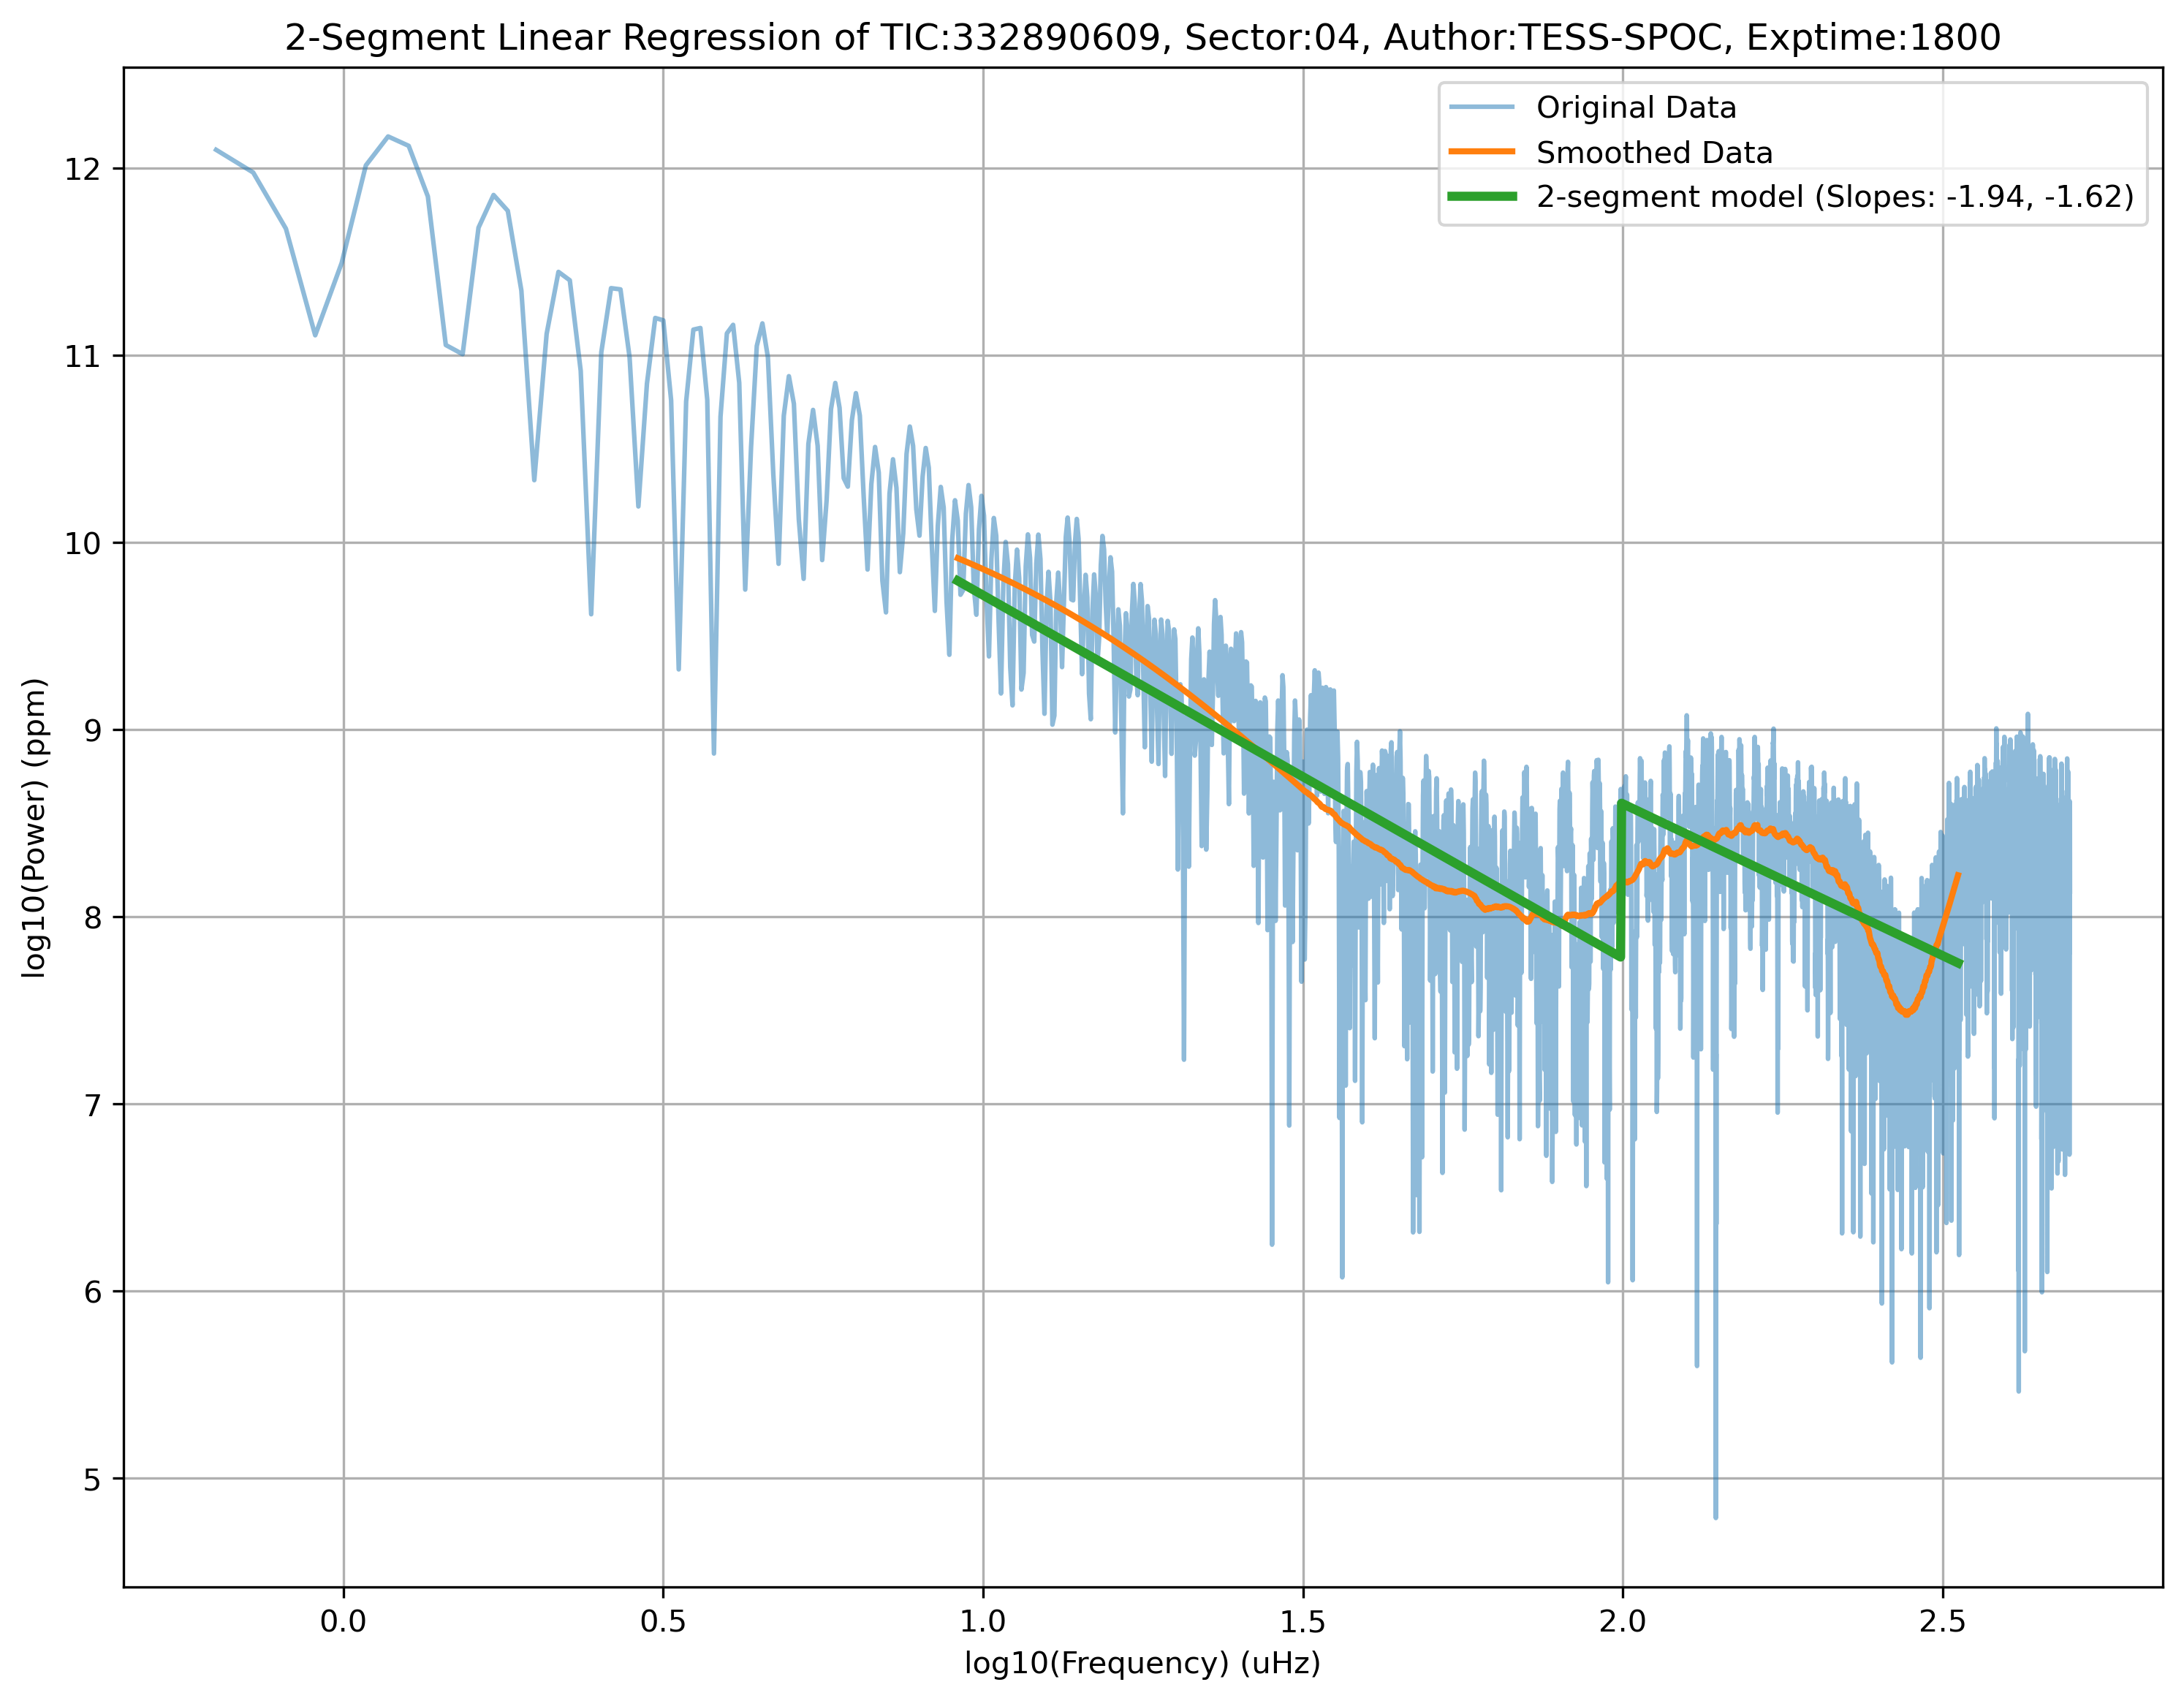 2-Segment Linear Regression of TIC:332890609, Sector:04, Author:TESS-SPOC, Exptime:1800
Original Data
Smoothed Data
2-segment model (Slopes: -1.94, -1.62)
log10(Power) (ppm)
12
11
10
9
8
7
6
5
0.0 0.5 1.0 1.5 2.0 2.5
log10(Frequency) (uHz)